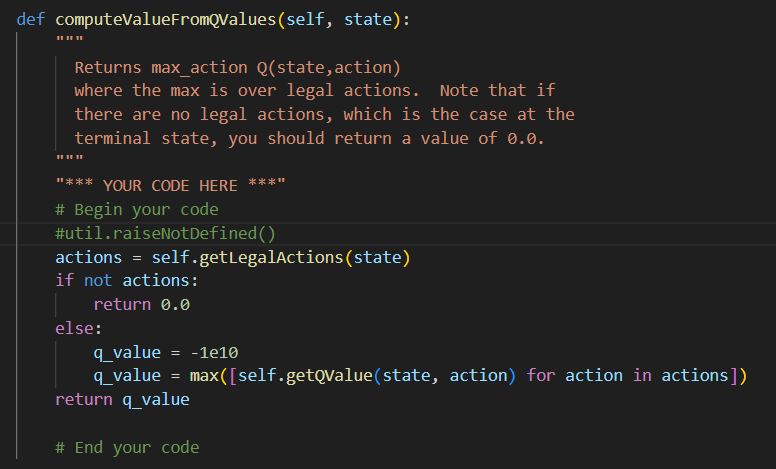 def computeValueFromQValues(self, state):
"""
Returns max_action Q(state,action)
where the max is over legal actions.  Note that if
there are no legal actions, which is the case at the
terminal state, you should return a value of 0.0.
"""
"*** YOUR CODE HERE ***"
# Begin your code
#util.raiseNotDefined()
actions = self.getLegalActions(state)
if not actions:
return 0.0
else:
q_value = -1e10
q_value = max([self.getQValue(state, action) for action in actions])
return q_value
# End your code